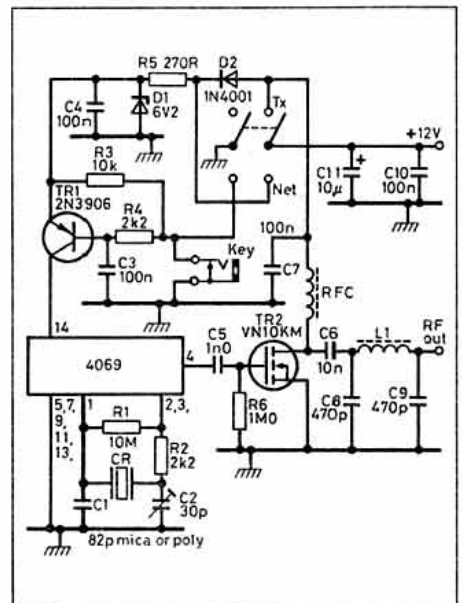 R5 270R
D2
1N4001
C4
100n
D1
6V2
Tx
+12V
R3
10k
C11
10μ
+
C10
100n
TR1
2N3906
R4
2k2
Net
C3
100n
Key
100n
C7
RFC
TR2
VN10KM
14
4069
4
C5
1n0
C6
10n
L1
RF
out
5,7,
9,
11,
13,
1
2,3,
R1
10M
R6
1M0
C8
470p
C9
470p
R2
2k2
CR
C1
C2
30p
82p mica or poly